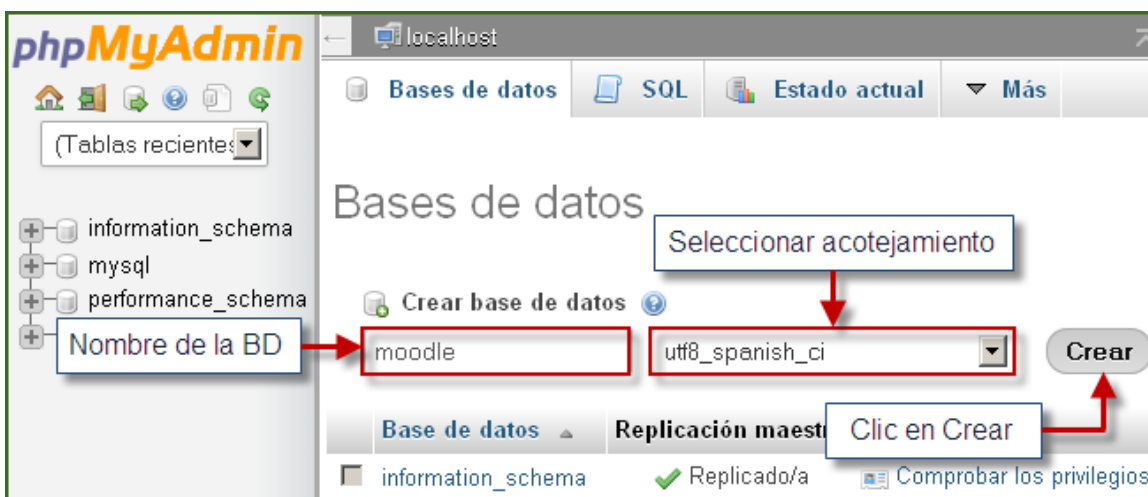 phpMyAdmin
(Tablas recientes
information_schema
mysql
performance_schema
localhost
Bases de datos
SQL
Estado actual
Más
Bases de datos
Seleccionar acotejamiento
Crear base de datos
Nombre de la BD
moodle
utf8_spanish_ci
Crear
Clic en Crear
Base de datos
Replicación
information_schema
Replicado/a
Comprobar los privilegios